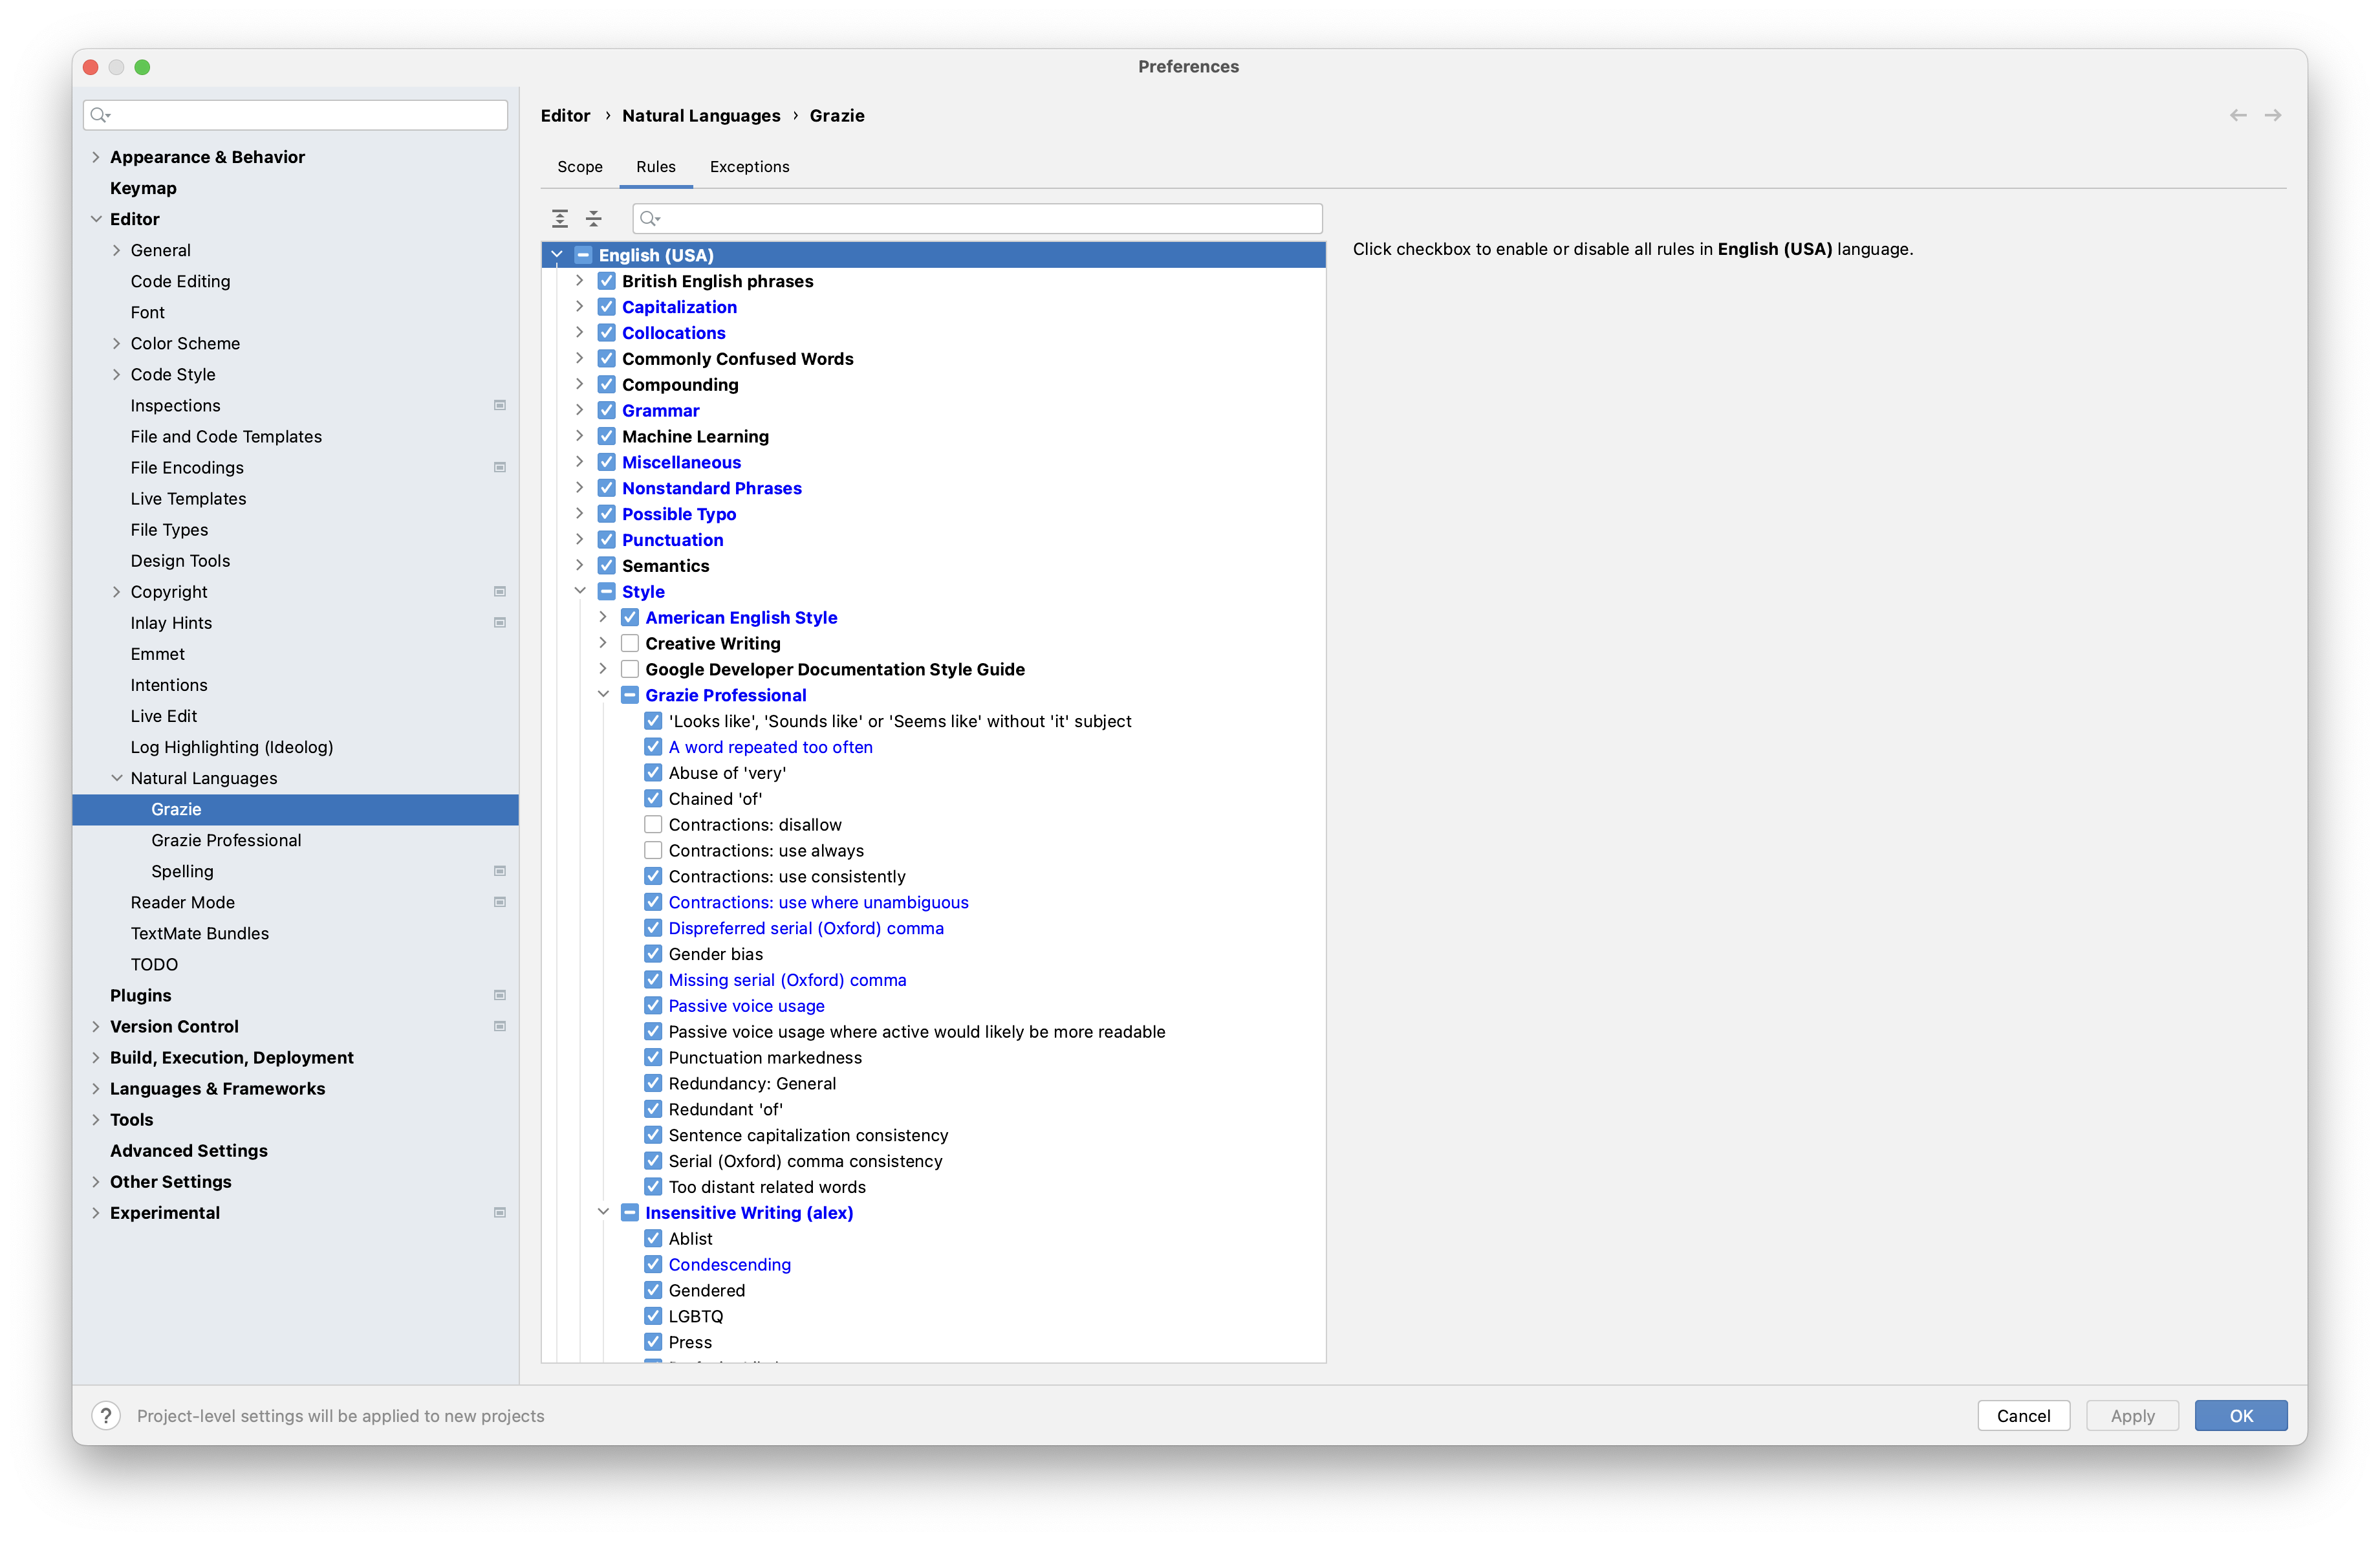 Preferences
Appearance & Behavior
Keymap
Editor
General
Code Editing
Font
Color Scheme
Code Style
Inspections
File and Code Templates
File Encodings
Live Templates
File Types
Design Tools
Copyright
Inlay Hints
Emmet
Intentions
Live Edit
Log Highlighting (Ideolog)
Natural Languages
Grazie
Grazie Professional
Spelling
Reader Mode
TextMate Bundles
TODO
Plugins
Version Control
Build, Execution, Deployment
Languages & Frameworks
Tools
Advanced Settings
Other Settings
Experimental
Editor › Natural Languages › Grazie
Scope Rules Exceptions
English (USA)
British English phrases
Capitalization
Collocations
Commonly Confused Words
Compounding
Grammar
Machine Learning
Miscellaneous
Nonstandard Phrases
Possible Typo
Punctuation
Semantics
Style
American English Style
Creative Writing
Google Developer Documentation Style Guide
Grazie Professional
'Looks like', 'Sounds like' or 'Seems like' without 'it' subject
A word repeated too often
Abuse of 'very'
Chained 'of'
Contractions: disallow
Contractions: use always
Contractions: use consistently
Contractions: use where unambiguous
Dispreferred serial (Oxford) comma
Gender bias
Missing serial (Oxford) comma
Passive voice usage
Passive voice usage where active would likely be more readable
Punctuation markedness
Redundancy: General
Redundant 'of'
Sentence capitalization consistency
Serial (Oxford) comma consistency
Too distant related words
Insensitive Writing (alex)
Ablist
Condescending
Gendered
LGBTQ
Press
Click checkbox to enable or disable all rules in English (USA) language.
? Project-level settings will be applied to new projects
Cancel Apply OK